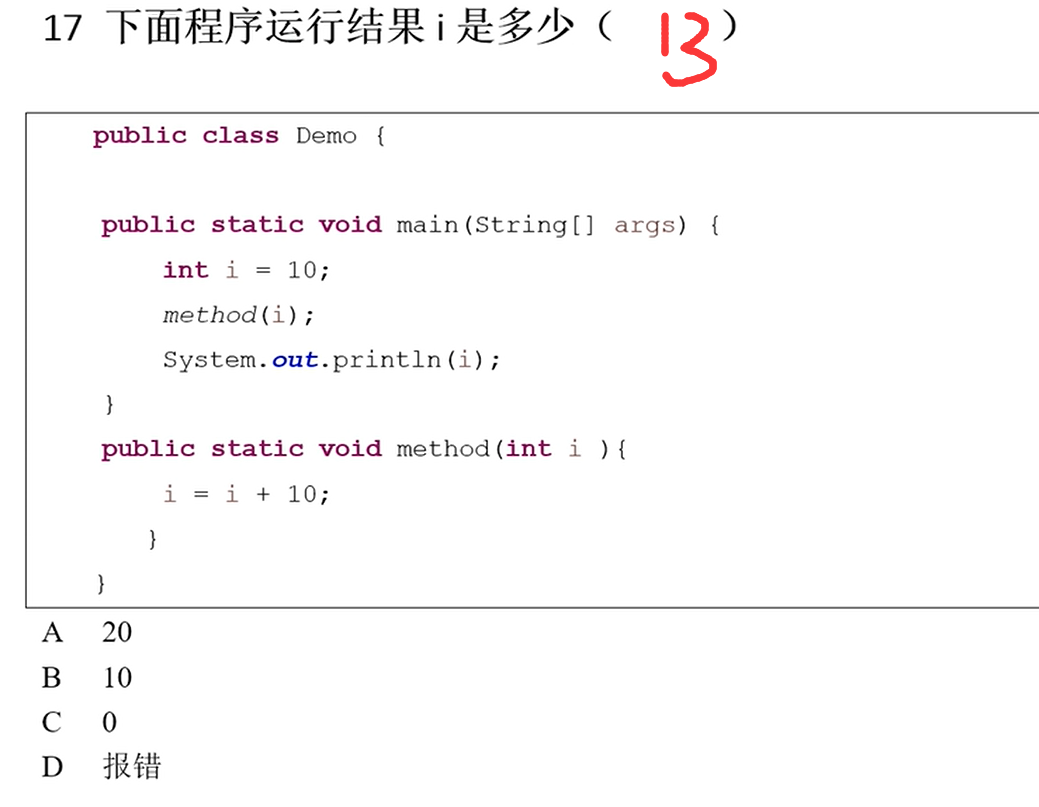 17 下面程序运行结果 i 是多少（ B ）
public class Demo {
public static void main(String[] args) {
int i = 10;
method(i);
System.out.println(i);
}
public static void method(int i ){
i = i + 10;
}
}
A 20
B 10
C 0
D 报错